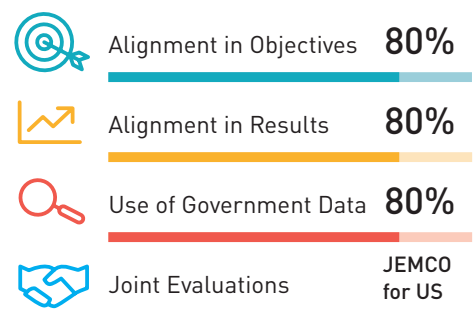 Alignment in Objectives 80%
Alignment in Results 80%
Use of Government Data 80%
Joint Evaluations JEMCO
for US